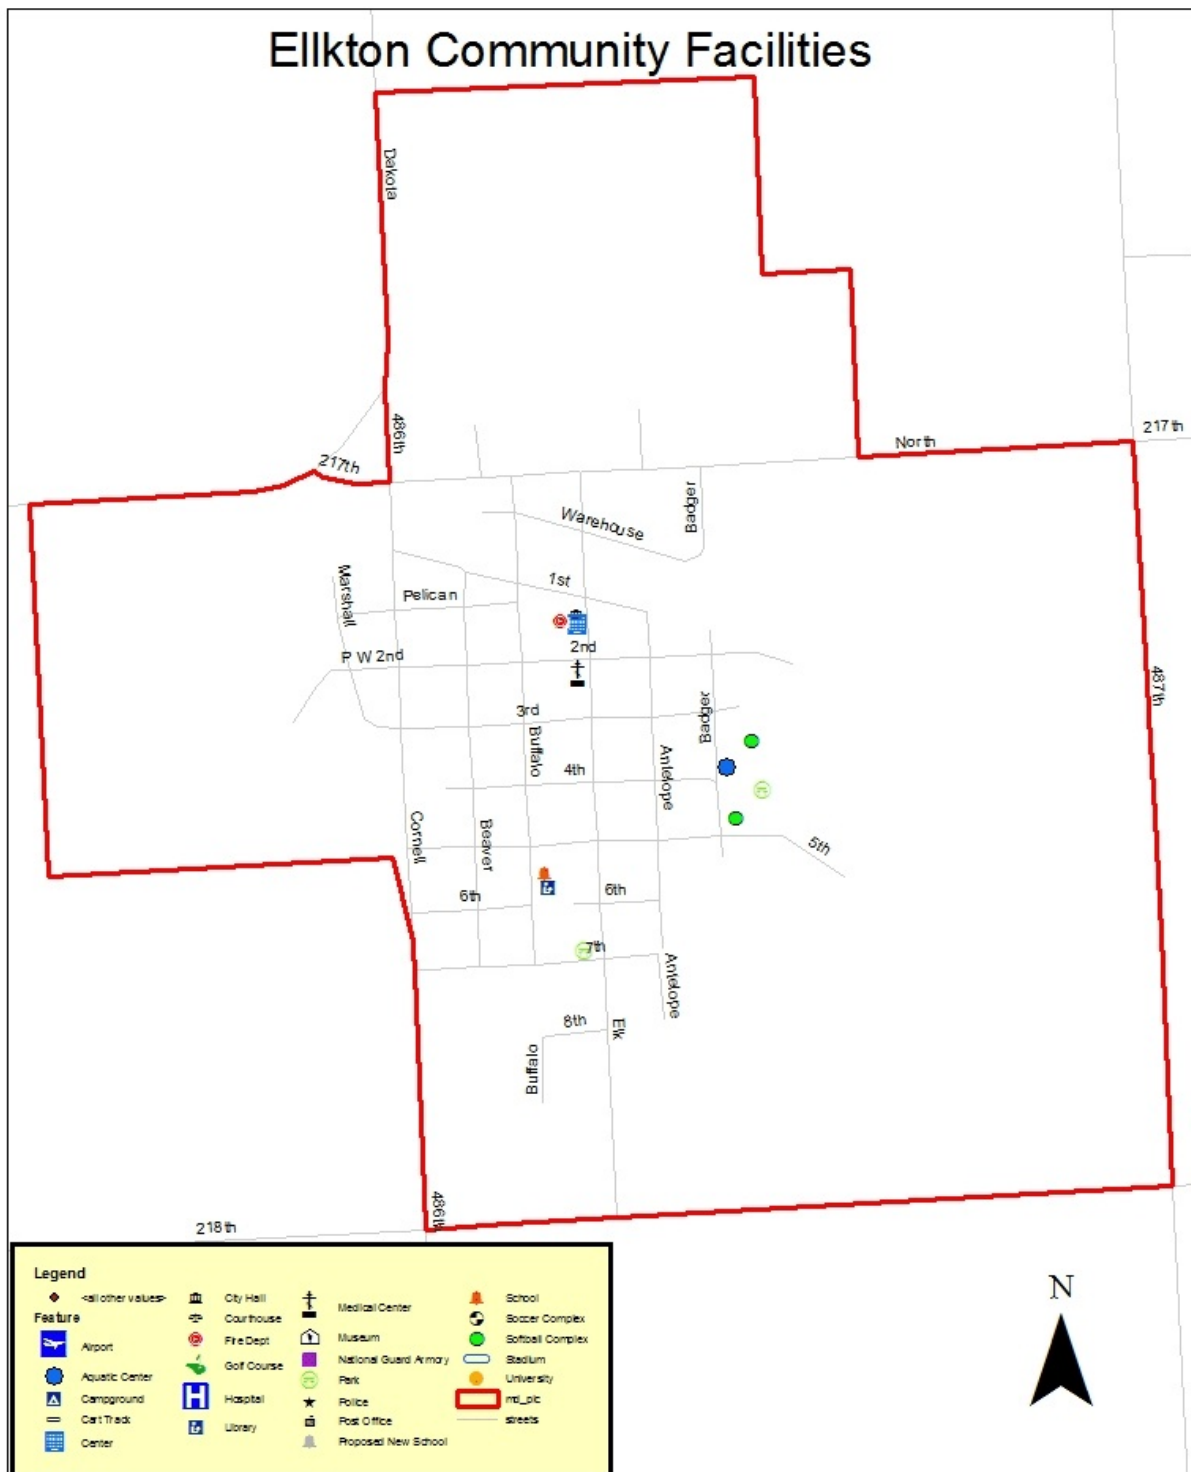 Ellkton Community Facilities
Dakota
486th
217th
North
217th
Warehouse
Badger
1st
Marshall
Pelican
P W 2nd
2nd
487th
3rd
Badger
Buffalo
4th
Antelope
Cornell
Beaver
5th
6th
6th
7th
Antelope
8th
Elk
Buffalo
486th
218th
N
Legend
<all other values>
Feature
Airport
Aquatic Center
Campground
Cart Track
Center
City Hall
Courthouse
Fire Dept
Golf Course
H
Hospital
Library
Medical Center
Museum
National Guard Armory
Park
Police
Post Office
Proposed New School
School
Soccer Complex
Softball Complex
Stadium
University
md_plc
streets